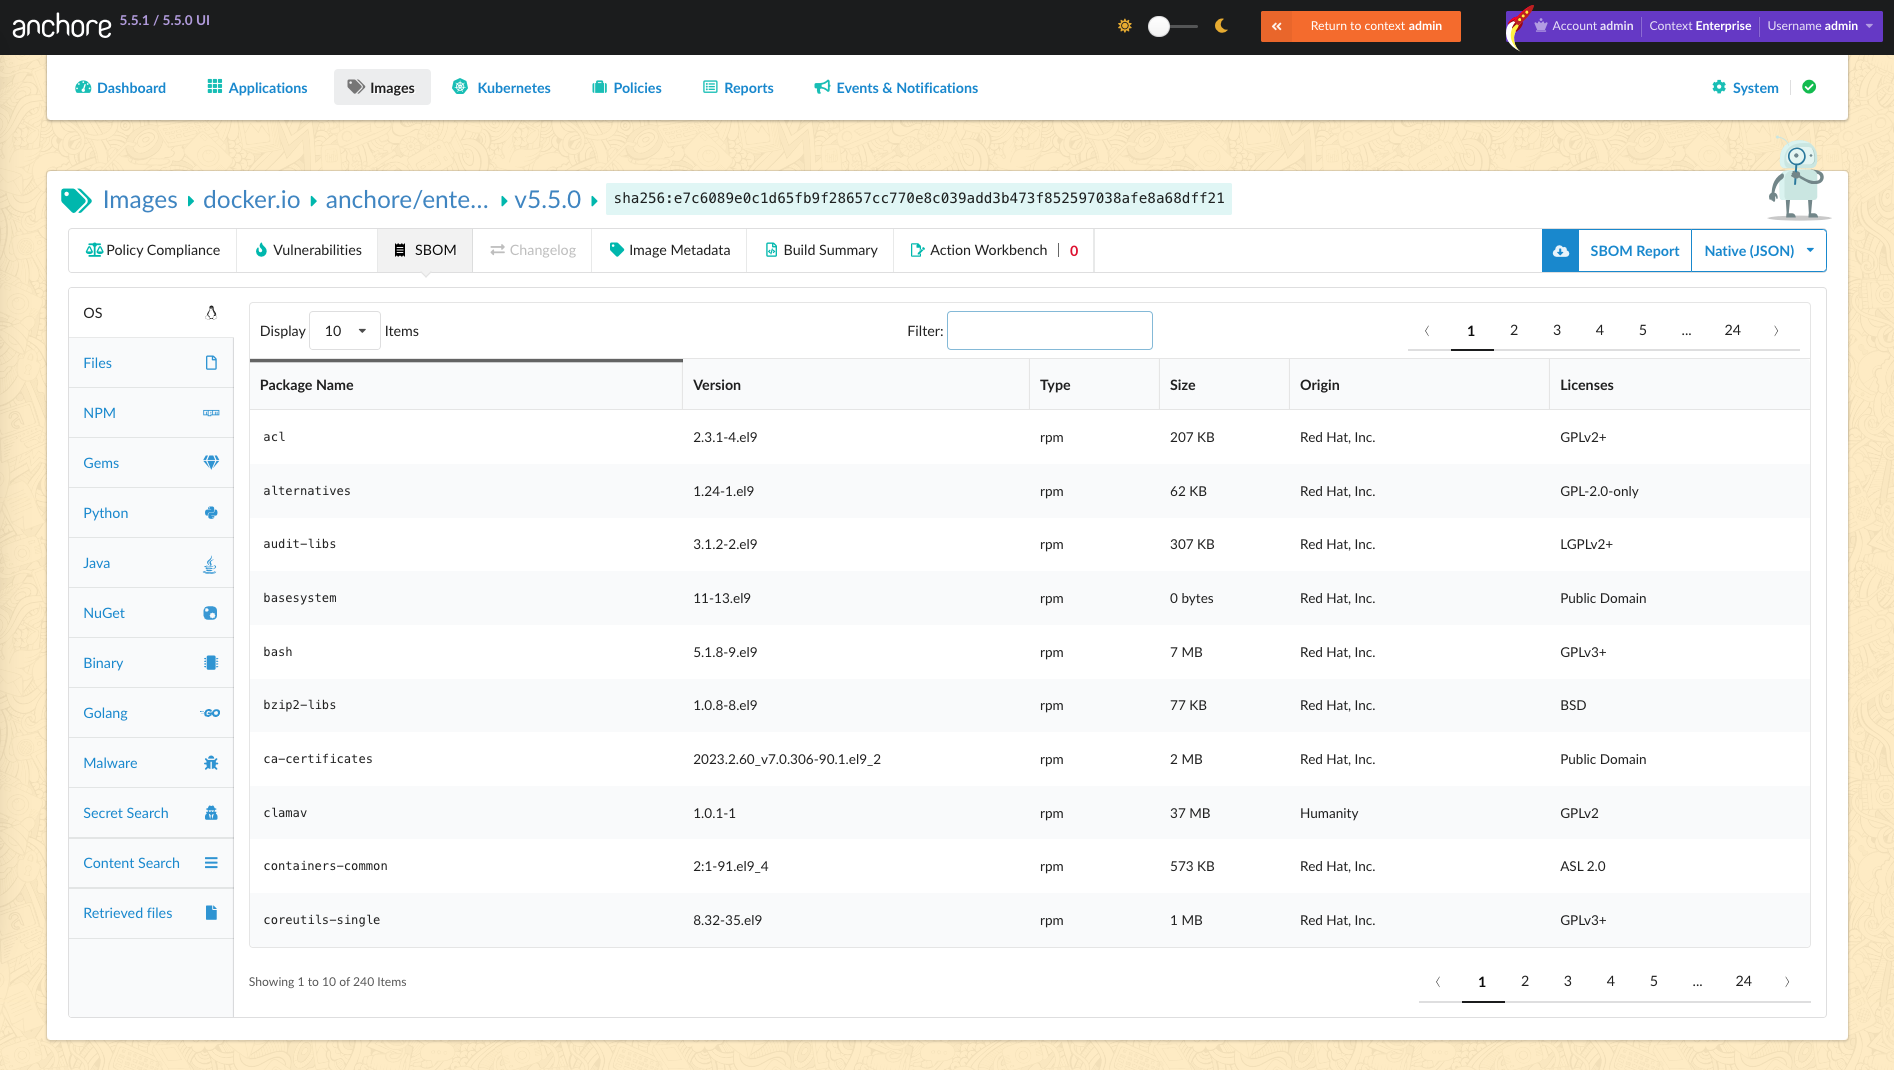 anchore 5.5.1 / 5.5.0 UI
Return to context admin
Account admin Context Enterprise Username admin
Dashboard Applications Images Kubernetes Policies Reports Events & Notifications System
Images docker.io anchore/ente... v5.5.0 sha256:e7c6089e0c1d65fb9f28657cc770e8c039add3b473f852597038afe8a68dff21
Policy Compliance Vulnerabilities SBOM Changelog Image Metadata Build Summary Action Workbench 0 SBOM Report Native (JSON)
OS
Files
NPM
Gems
Python
Java
NuGet
Binary
Golang
Malware
Secret Search
Content Search
Retrieved files
Display 10 Items Filter: 1 2 3 4 5 ... 24
Package Name Version Type Size Origin Licenses
acl 2.3.1-4.el9 rpm 207 KB Red Hat, Inc. GPLv2+
alternatives 1.24-1.el9 rpm 62 KB Red Hat, Inc. GPL-2.0-only
audit-libs 3.1.2-2.el9 rpm 307 KB Red Hat, Inc. LGPLv2+
basesystem 11-13.el9 rpm 0 bytes Red Hat, Inc. Public Domain
bash 5.1.8-9.el9 rpm 7 MB Red Hat, Inc. GPLv3+
bzip2-libs 1.0.8-8.el9 rpm 77 KB Red Hat, Inc. BSD
ca-certificates 2023.2.60_v7.0.306-90.1.el9_2 rpm 2 MB Red Hat, Inc. Public Domain
clamav 1.0.1-1 rpm 37 MB Humanity GPLv2
containers-common 2:1-91.el9_4 rpm 573 KB Red Hat, Inc. ASL 2.0
coreutils-single 8.32-35.el9 rpm 1 MB Red Hat, Inc. GPLv3+
Showing 1 to 10 of 240 Items 1 2 3 4 5 ... 24